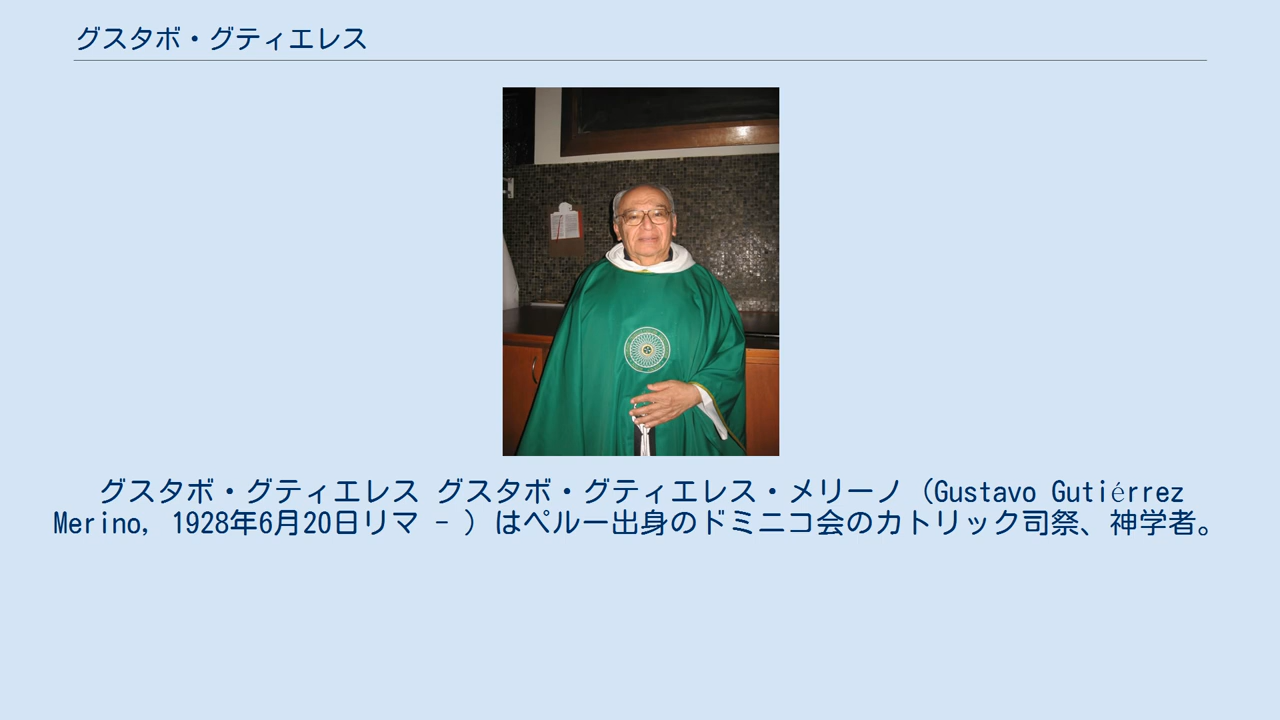 グスタボ・グティエレス
グスタボ・グティエレス グスタボ・グティエレス・メリーノ（Gustavo Gutiérrez
Merino, 1928年6月20日リマ - ）はペルー出身のドミニコ会のカトリック司祭、神学者。